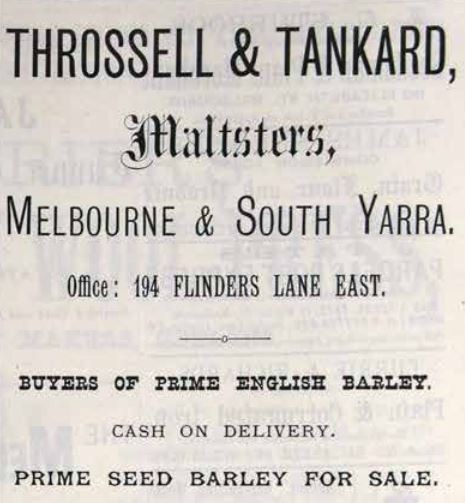 THROSSELL & TANKARD,
Maltsters,
MELBOURNE & SOUTH YARRA.
Office: 194 FLINDERS LANE EAST.
BUYERS OF PRIME ENGLISH BARLEY.
CASH ON DELIVERY.
PRIME SEED BARLEY FOR SALE.